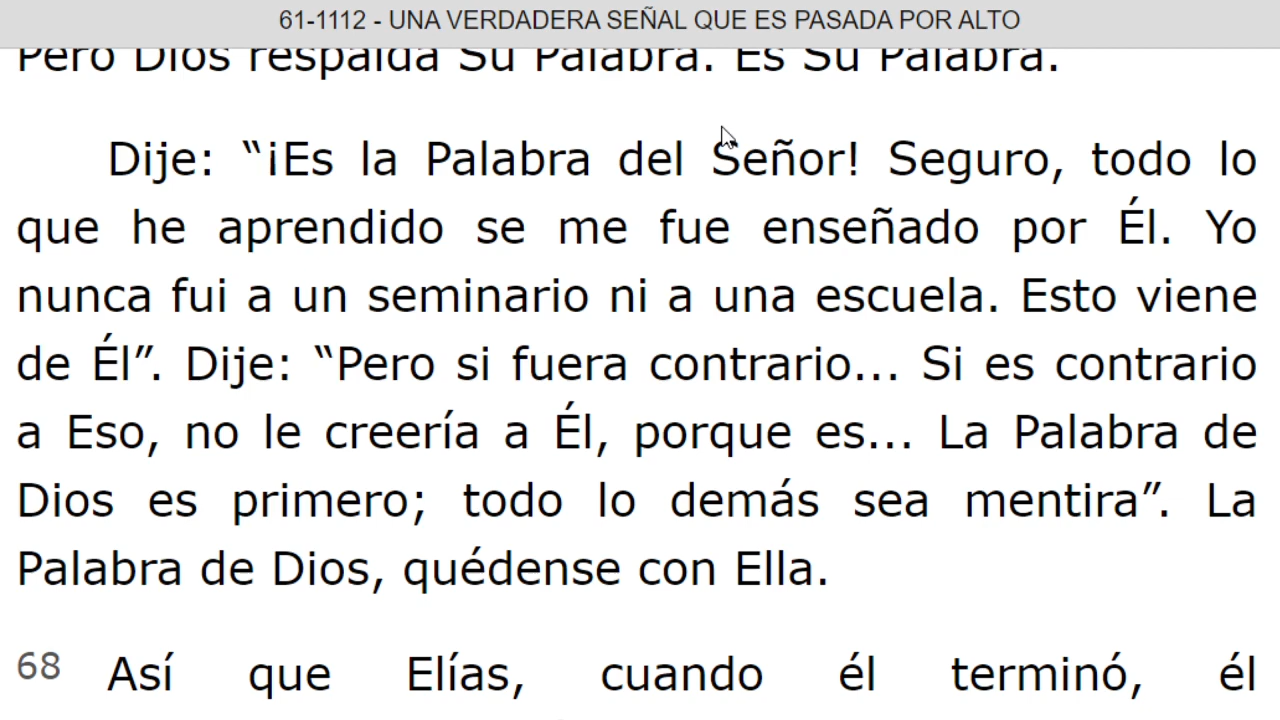 61-1112 - UNA VERDADERA SEÑAL QUE ES PASADA POR ALTO
Pero Dios respalda Su Palabra. Es Su Palabra.
Dije: “¡Es la Palabra del Señor! Seguro, todo lo
que he aprendido se me fue enseñado por Él. Yo
nunca fui a un seminario ni a una escuela. Esto viene
de Él”. Dije: “Pero si fuera contrario... Si es contrario
a Eso, no le creería a Él, porque es... La Palabra de
Dios es primero; todo lo demás sea mentira”. La
Palabra de Dios, quédense con Ella.
68 Así que Elías, cuando él terminó, él